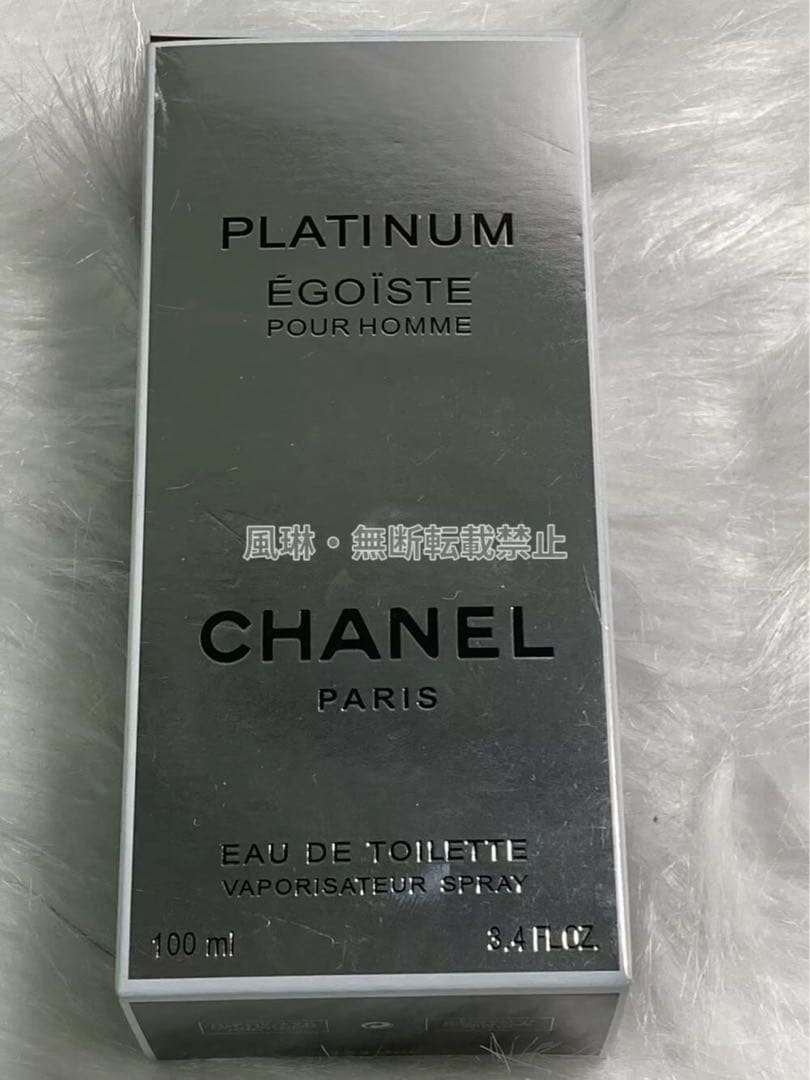 PLATINUM
ÉGOÏSTE
POUR HOMME
風琳・無断転載禁止
CHANEL
PARIS
EAU DE TOILETTE
VAPORISATEUR SPRAY
100 ml 3.4 FL.OZ.